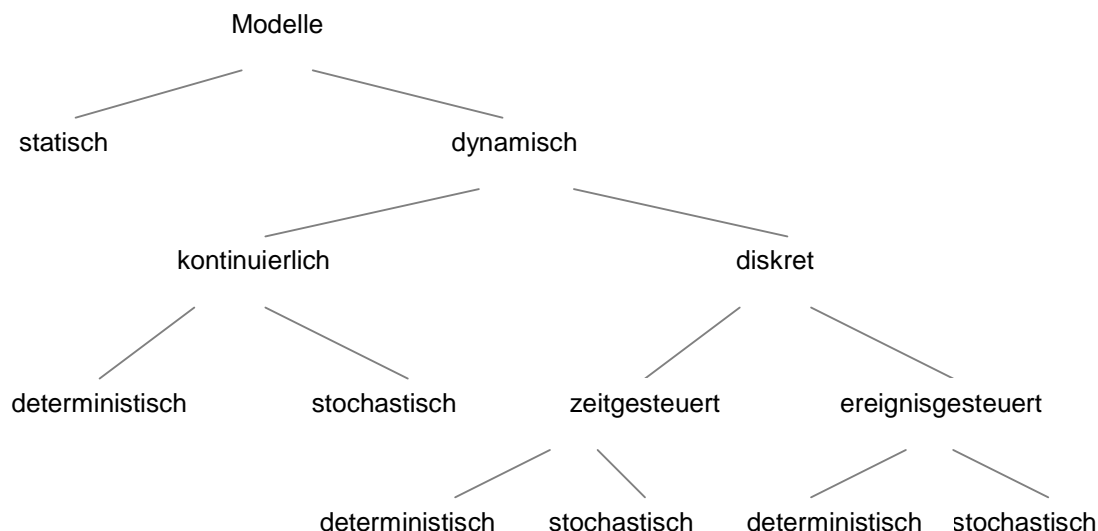 Modelle
statisch dynamisch
kontinuierlich diskret
deterministisch stochastisch zeitgesteuert ereignisgesteuert
deterministisch stochastisch deterministisch stochastisch